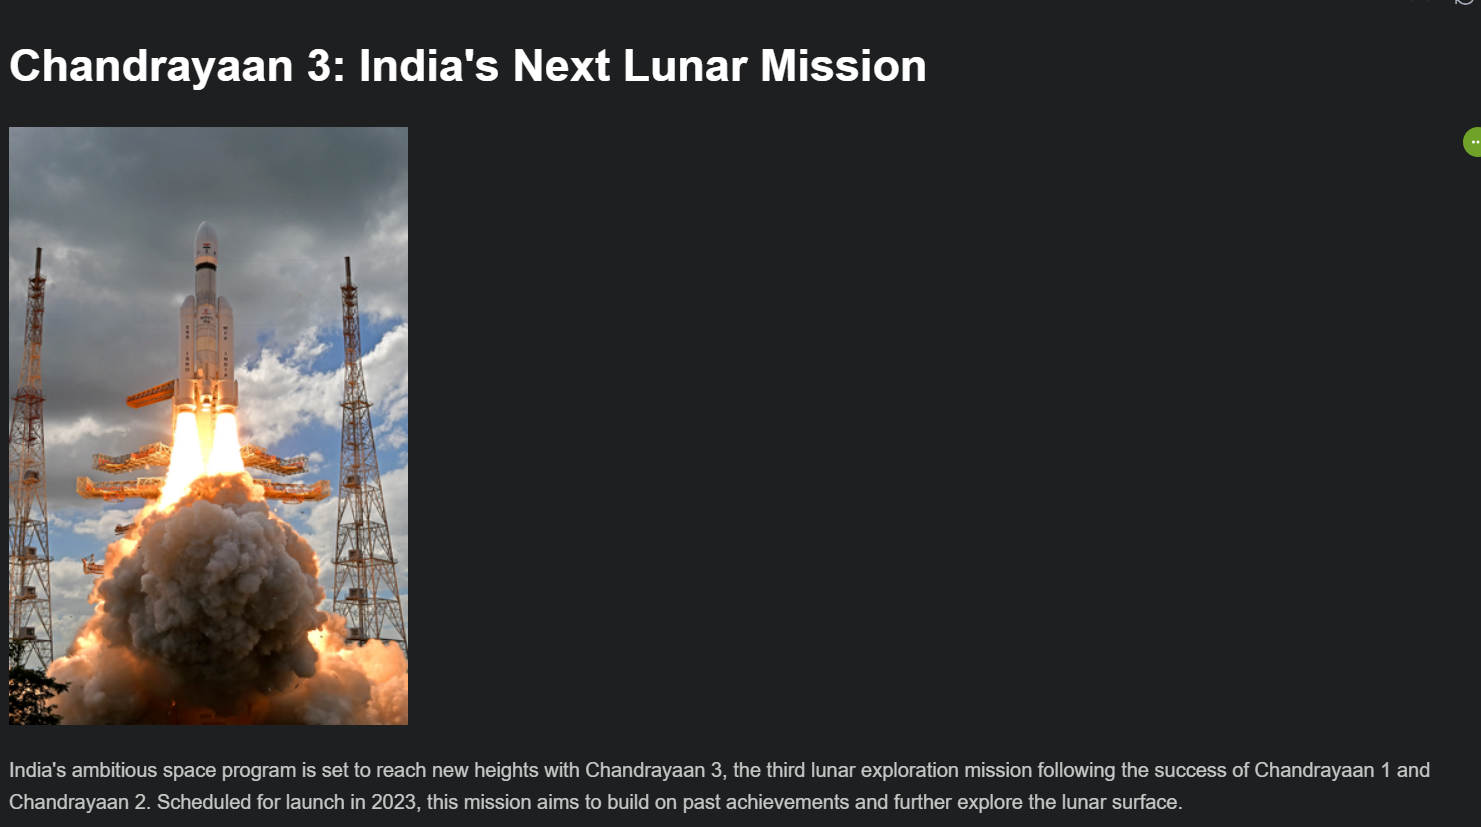 Chandrayaan 3: India's Next Lunar Mission
India's ambitious space program is set to reach new heights with Chandrayaan 3, the third lunar exploration mission following the success of Chandrayaan 1 and
Chandrayaan 2. Scheduled for launch in 2023, this mission aims to build on past achievements and further explore the lunar surface.